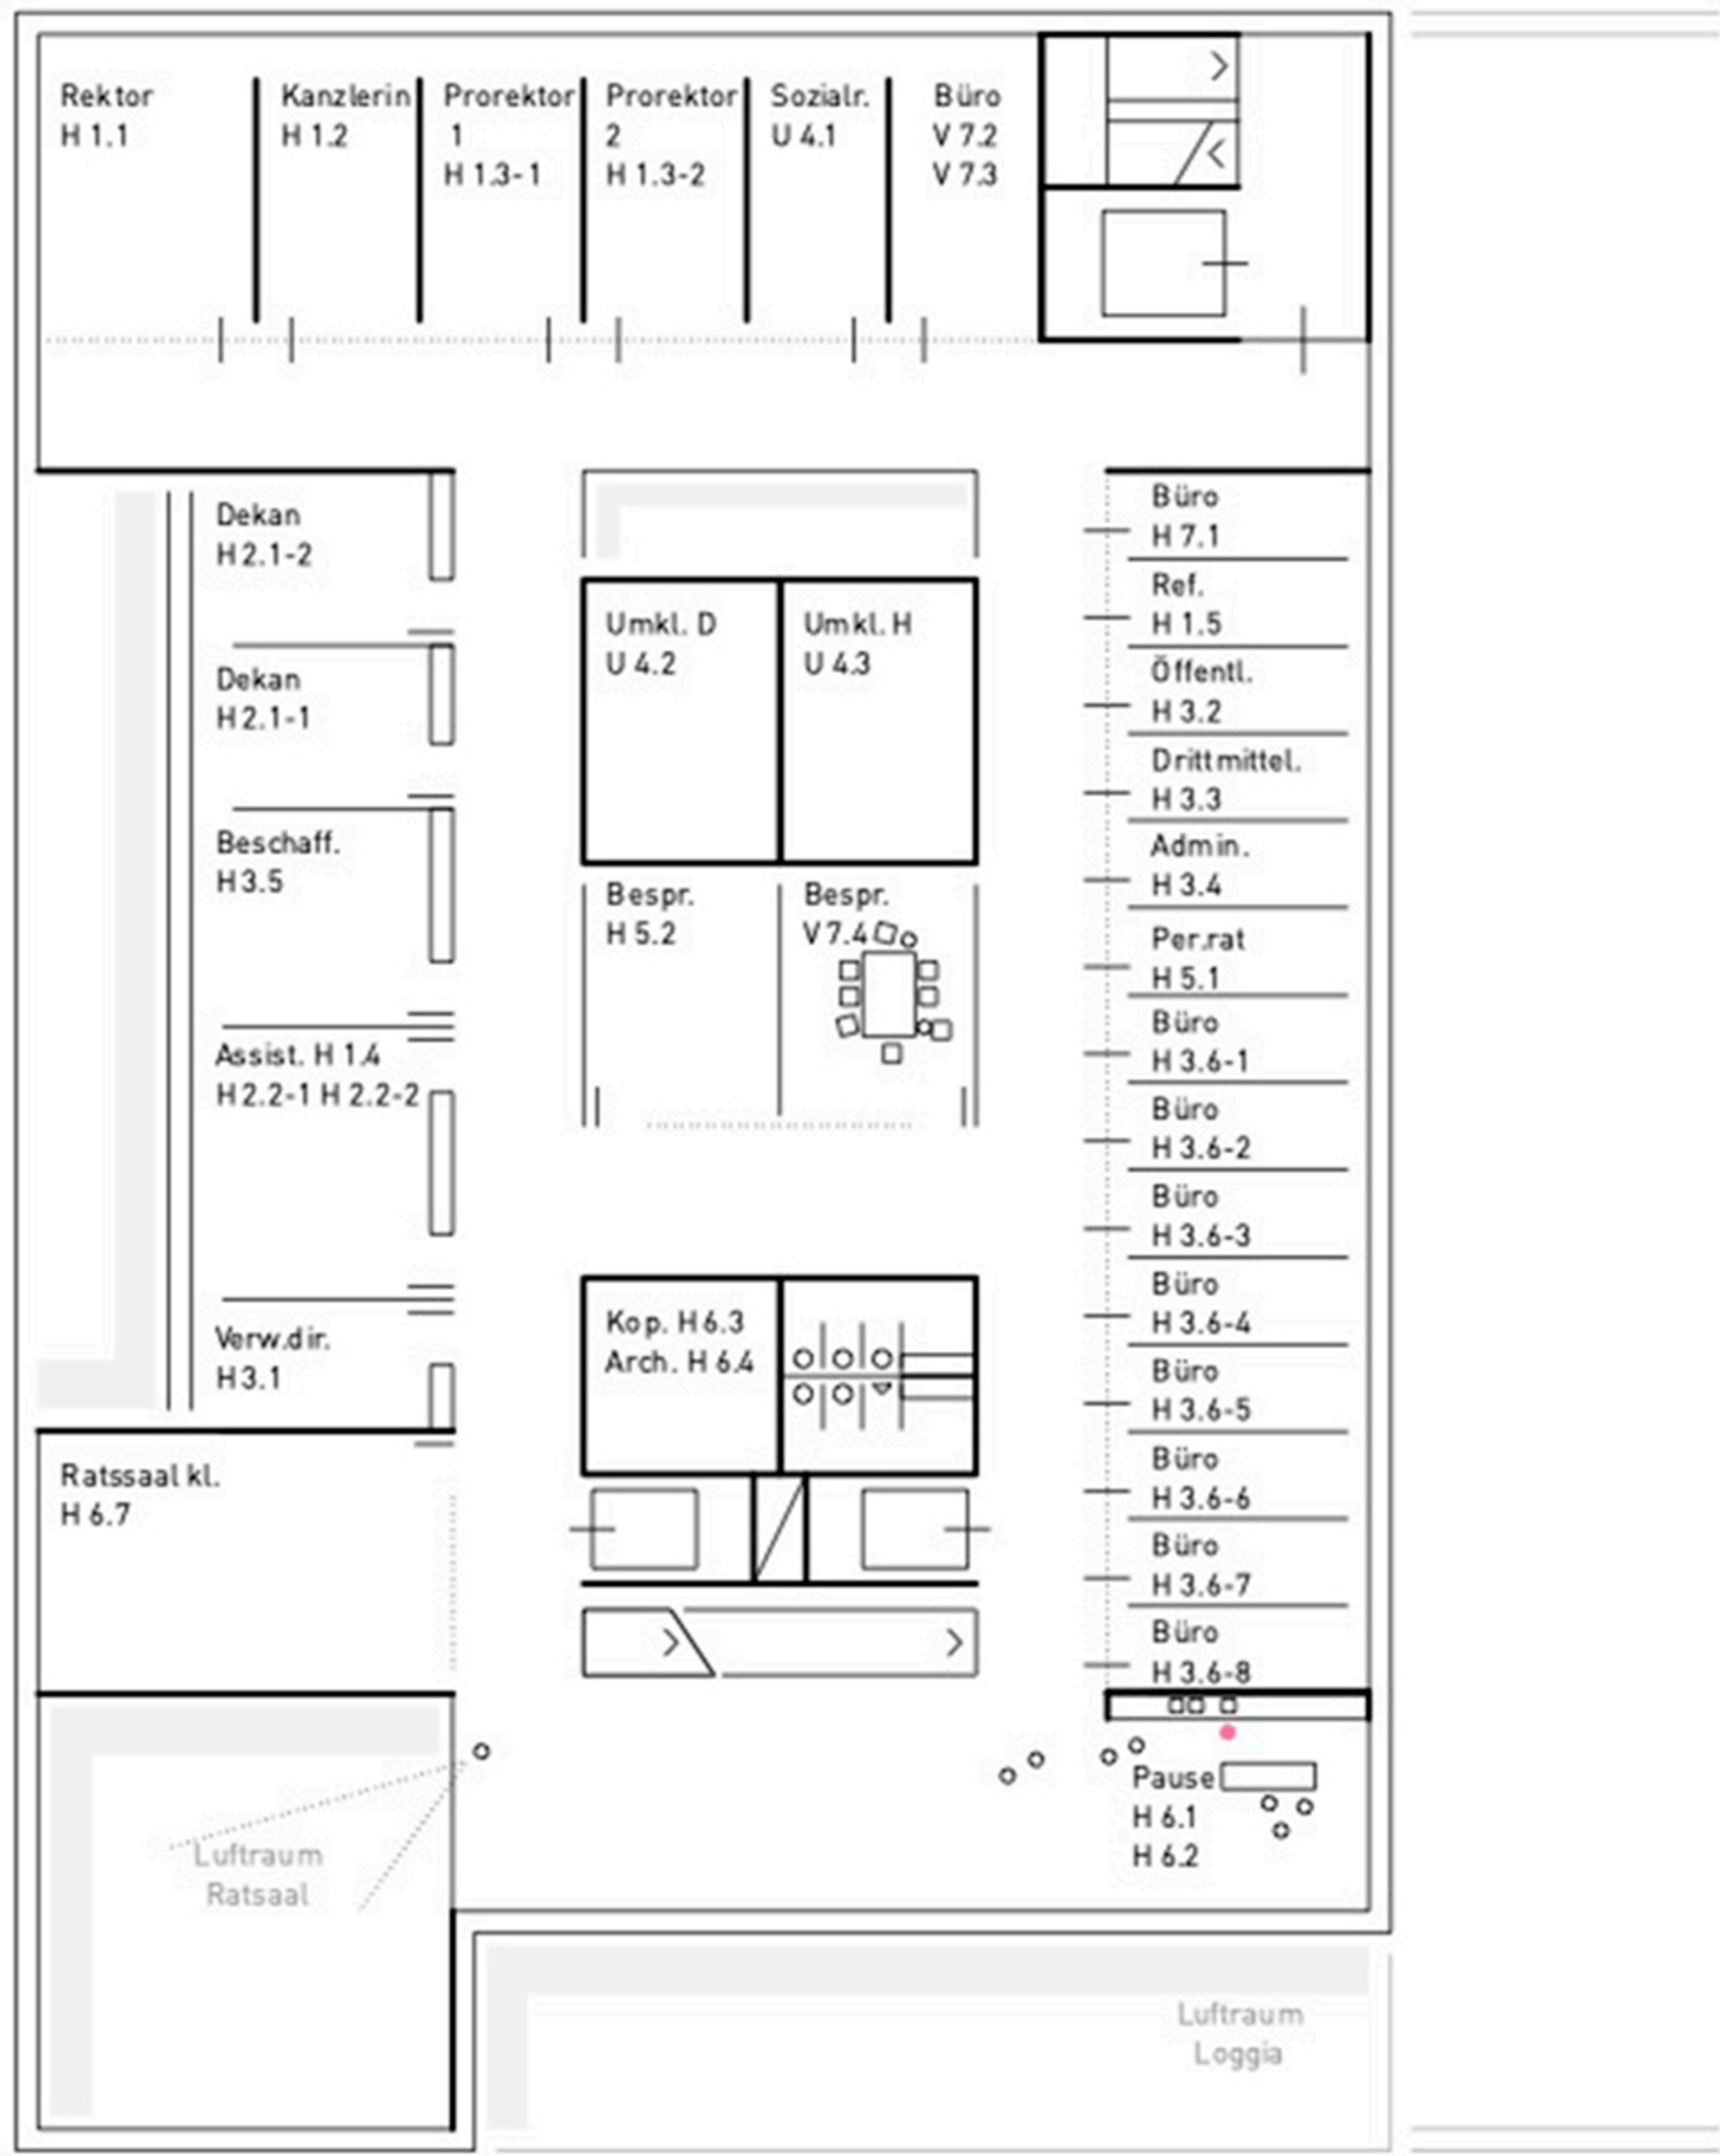 Rektor
H 1.1
Kanzlerin
H 1.2
Prorektor
1
H 1.3-1
Prorektor
2
H 1.3-2
Sozialr.
U 4.1
Büro
V 7.2
V 7.3
Dekan
H 2.1-2
Dekan
H 2.1-1
Beschaff.
H 3.5
Assist. H 1.4
H 2.2-1 H 2.2-2
Verw.dir.
H 3.1
Ratssaal kl.
H 6.7
Luftraum
Ratsaal
Umkl. D
U 4.2
Umkl. H
U 4.3
Bespr.
H 5.2
Bespr.
V 7.4
Kop. H 6.3
Arch. H 6.4
Büro
H 7.1
Ref.
H 1.5
Öffentl.
H 3.2
Drittmittel.
H 3.3
Admin.
H 3.4
Per.rat
H 5.1
Büro
H 3.6-1
Büro
H 3.6-2
Büro
H 3.6-3
Büro
H 3.6-4
Büro
H 3.6-5
Büro
H 3.6-6
Büro
H 3.6-7
Büro
H 3.6-8
Pause
H 6.1
H 6.2
Luftraum
Loggia